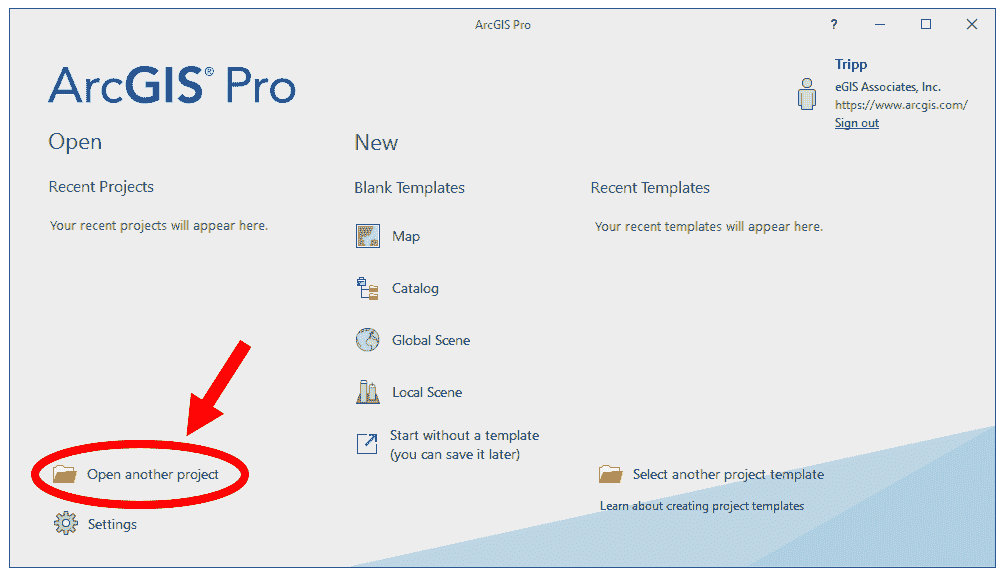 ArcGIS Pro
?
ArcGIS® Pro
Tripp
eGIS Associates, Inc.
https://www.arcgis.com/
Sign out
Open
Recent Projects
Your recent projects will appear here.
Open another project
Settings
New
Blank Templates
Map
Catalog
Global Scene
Local Scene
Start without a template
(you can save it later)
Recent Templates
Your recent templates will appear here.
Select another project template
Learn about creating project templates